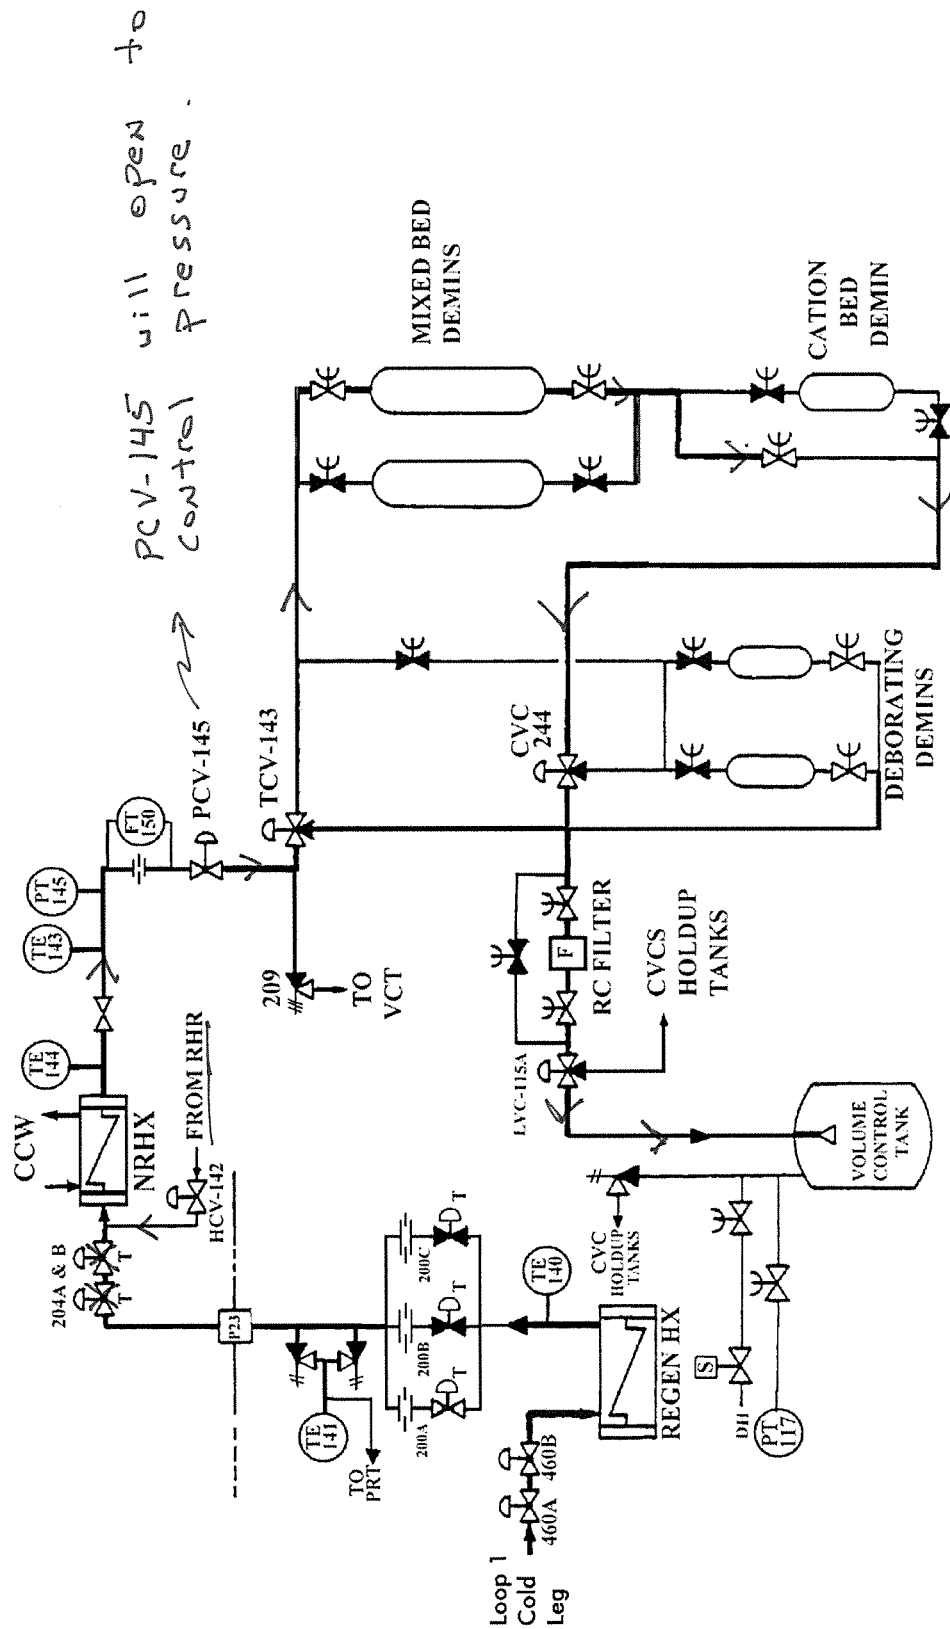 PCV-145 will open to
control pressure.
CCW
NRHX
TE
144
TE
143
PT
145
FT
150
PCV-145
204A & B
T
T
HCV-142
FROM RHR
209
TO
VCT
TCV-143
MIXED BED
DEMINS
P23
CVC
244
CATION
BED
DEMIN
TE
141
TO
PRT
200A
T
200B
T
200C
T
TE
140
REGEN HX
460A
460B
Loop 1
Cold
Leg
LVC-115A
F
RC FILTER
CVCS
HOLDUP
TANKS
DEBORATING
DEMINS
CVC
HOLDUP
TANKS
VOLUME
CONTROL
TANK
S
DH
PT
117